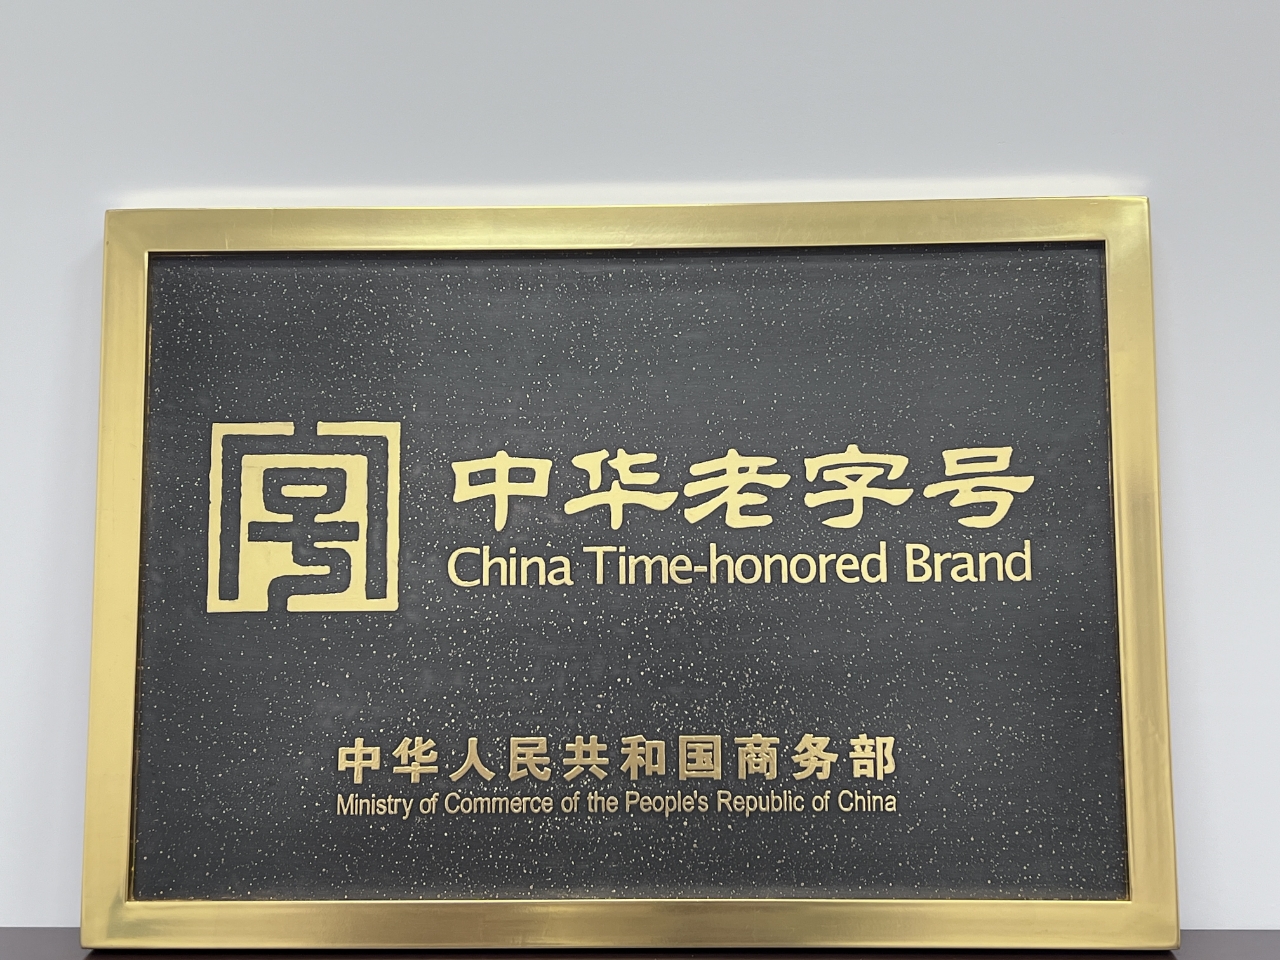 中华老字号
China Time-honored Brand
中华人民共和国商务部
Ministry of Commerce of the People's Republic of China